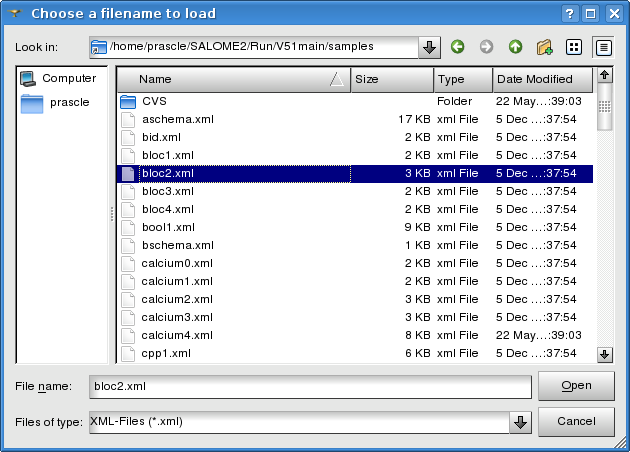 Choose a filename to load
Look in: /home/prascle/SALOME2/Run/V51main/samples
Computer
prascle
Name Size Type Date Modified
CVS Folder 22 May...:39:03
aschema.xml 17 KB xml File 5 Dec ...:37:54
bid.xml 2 KB xml File 5 Dec ...:37:54
bloc1.xml 2 KB xml File 5 Dec ...:37:54
bloc2.xml 3 KB xml File 5 Dec ...:37:54
bloc3.xml 2 KB xml File 5 Dec ...:37:54
bloc4.xml 2 KB xml File 5 Dec ...:37:54
bool1.xml 9 KB xml File 5 Dec ...:37:54
bschema.xml 1 KB xml File 5 Dec ...:37:54
calcium0.xml 2 KB xml File 5 Dec ...:37:54
calcium1.xml 2 KB xml File 5 Dec ...:37:54
calcium2.xml 3 KB xml File 5 Dec ...:37:54
calcium3.xml 3 KB xml File 5 Dec ...:37:54
calcium4.xml 8 KB xml File 22 May...:39:03
cpp1.xml 6 KB xml File 5 Dec ...:37:54
File name: bloc2.xml Open
Files of type: XML-Files (*.xml) Cancel